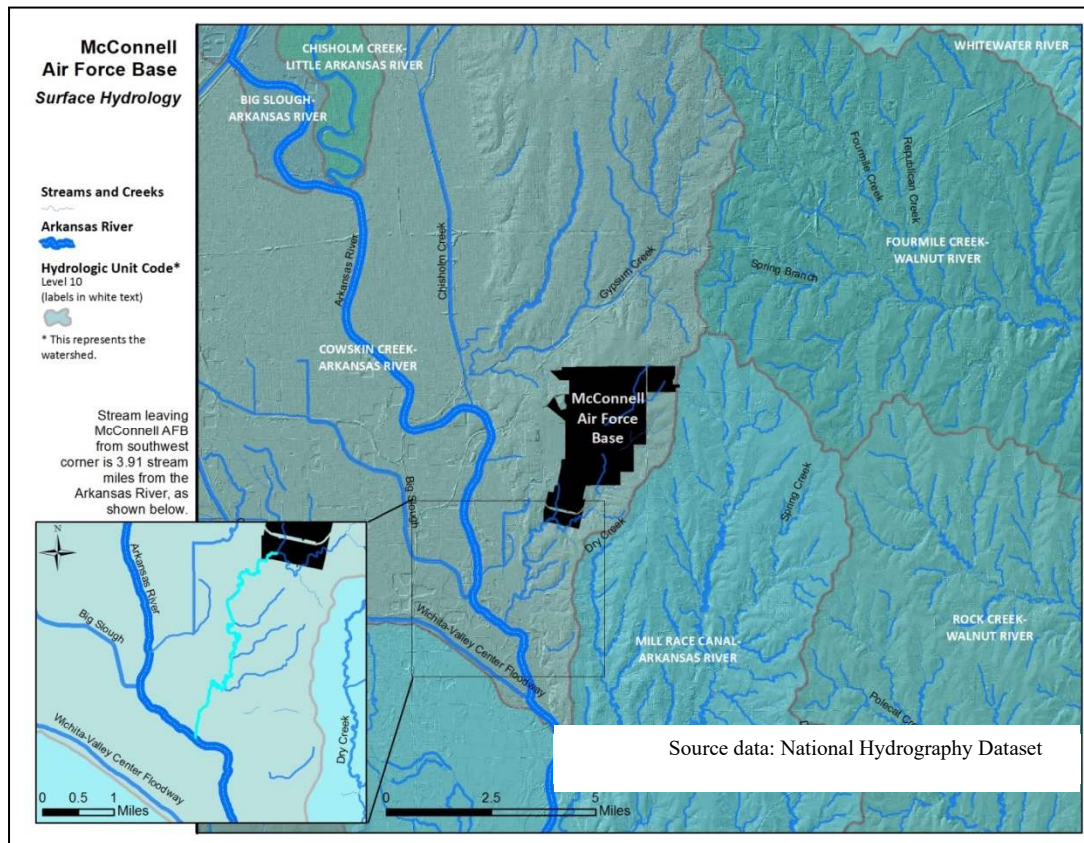 McConnell
Air Force Base
Surface Hydrology
Streams and Creeks
Arkansas River
Hydrologic Unit Code*
Level 10
(labels in white text)
* This represents the
watershed.
Stream leaving
McConnell AFB
from southwest
corner is 3.91 stream
miles from the
Arkansas River, as
shown below.
CHISHOLM CREEK-
LITTLE ARKANSAS RIVER
BIG SLOUGH-
ARKANSAS RIVER
WHITEWATER RIVER
Fourmile Creek
Republican Creek
FOURMILE CREEK-
WALNUT RIVER
Spring Branch
Gypsum Creek
Chisholm Creek
Arkansas River
COWSKIN CREEK-
ARKANSAS RIVER
McConnell
Air Force
Base
Big Slough
Dry Creek
Spring Creek
MILL RACE CANAL-
ARKANSAS RIVER
ROCK CREEK-
WALNUT RIVER
Polecat
Wichita-Valley Center Floodway
N
Arkansas River
Big Slough
Wichita-Valley Center Floodway
Dry Creek
0 0.5 1
Miles
0 2.5 5
Miles
Source data: National Hydrography Dataset